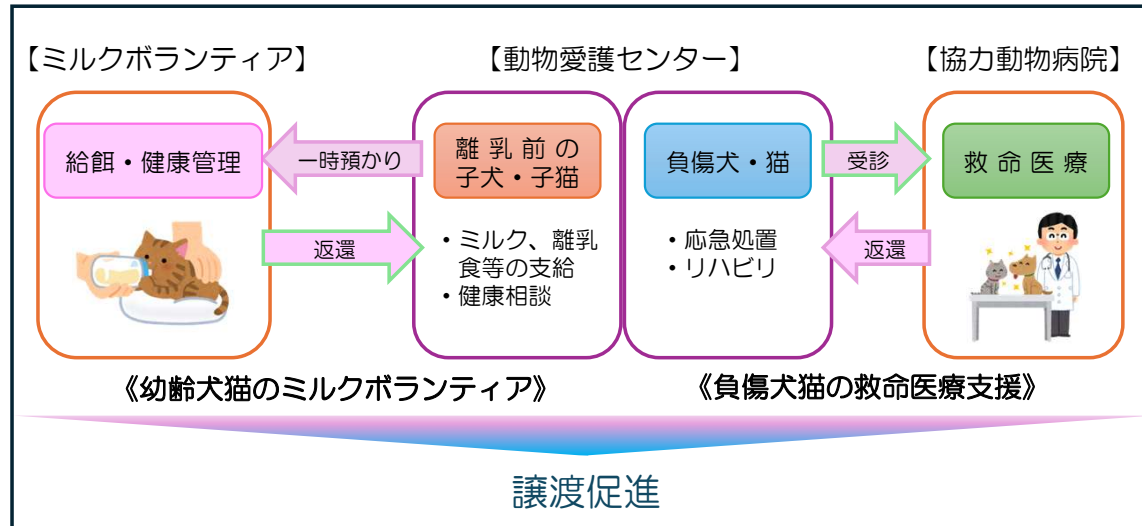 【ミルクボランティア】
【動物愛護センター】
【協力動物病院】
給餌・健康管理
一時預かり
離乳前の
子犬・子猫
返還
・ミルク、離乳
食等の支給
・健康相談
負傷犬・猫
・応急処置
・リハビリ
受診
返還
救命医療
《幼齢犬猫のミルクボランティア》
《負傷犬猫の救命医療支援》
譲渡促進